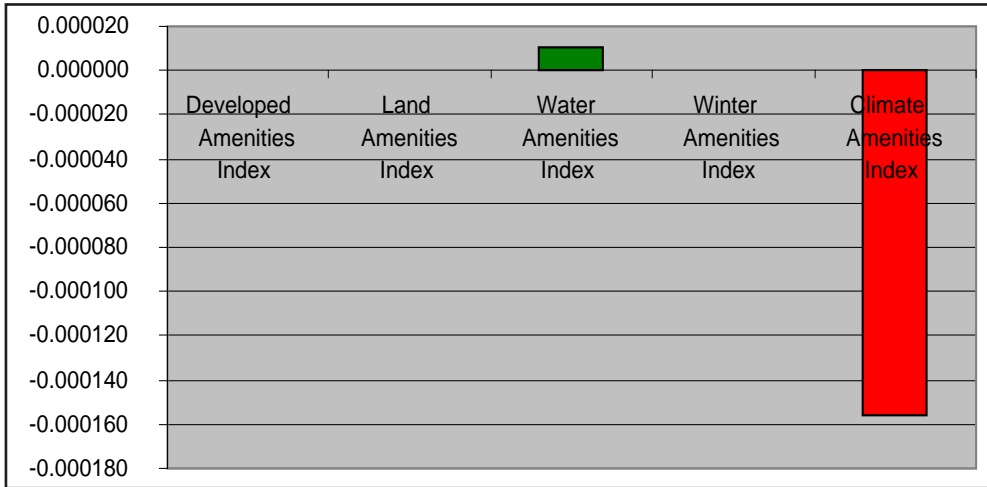 0.000020
0.000000
-0.000020
-0.000040
-0.000060
-0.000080
-0.000100
-0.000120
-0.000140
-0.000160
-0.000180
Developed
Amenities
Index
Land
Amenities
Index
Water
Amenities
Index
Winter
Amenities
Index
Climate
Amenities
Index